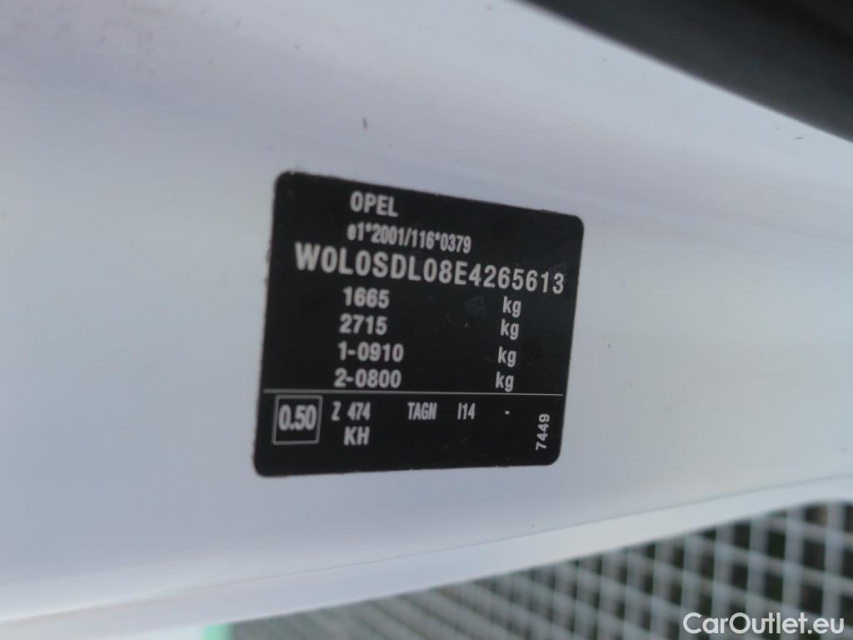 OPEL
e1*2001/116*0379
W0L0SDL08E4265613
1665 kg
2715 kg
1-0910 kg
2-0800 kg
0.50 Z 474 TAGN I14 -
KH
7449
CarOutlet.eu